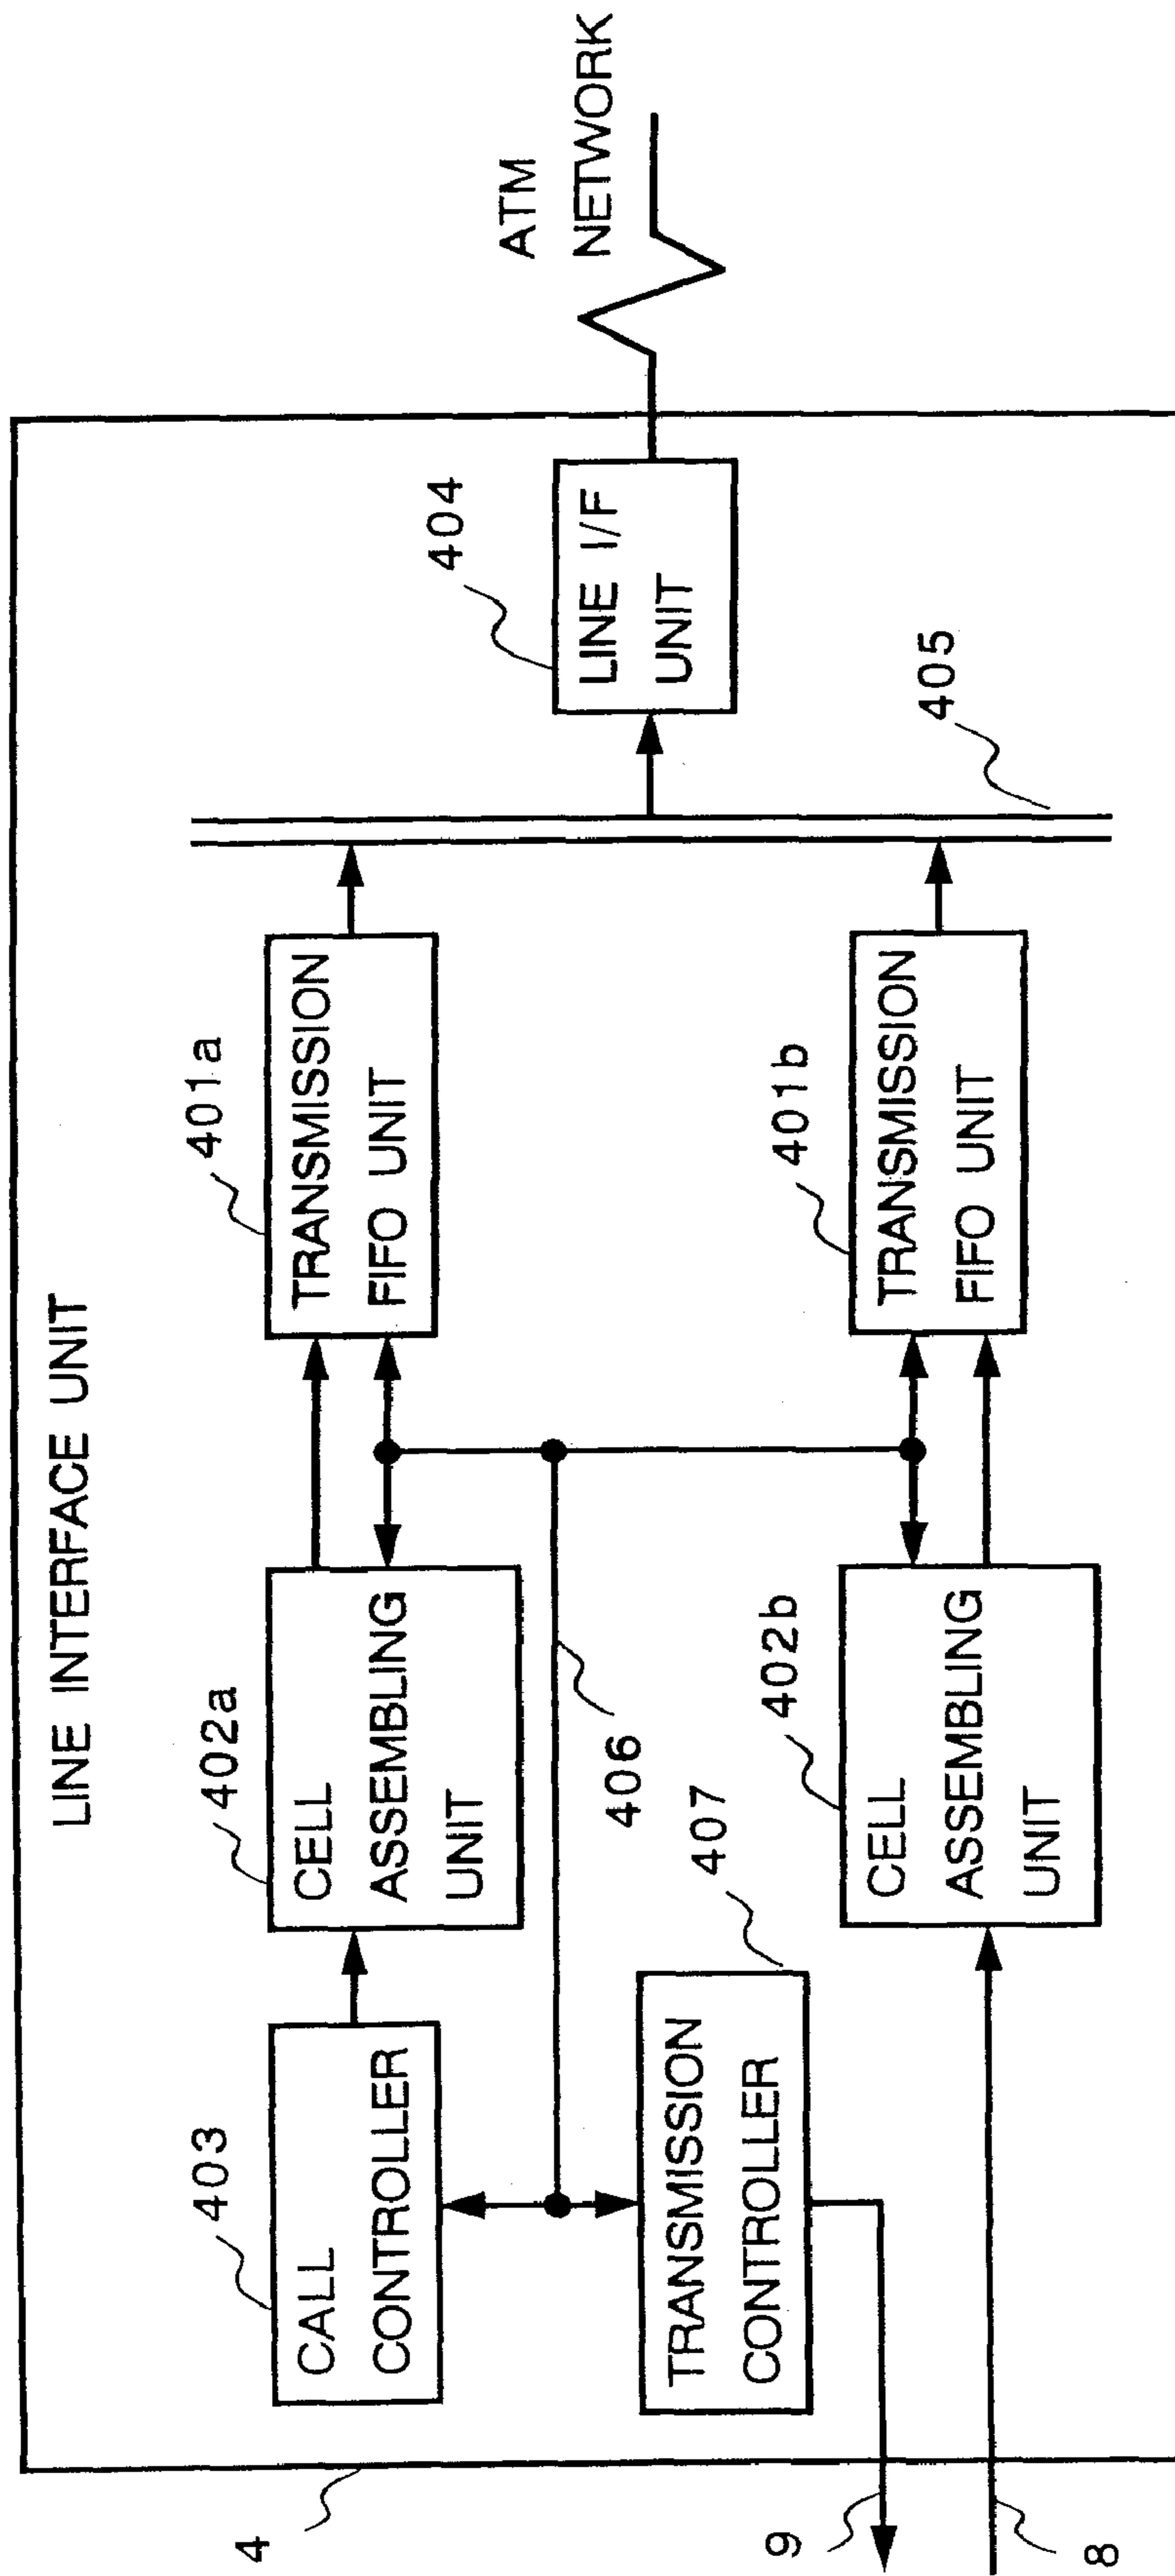 LINE INTERFACE UNIT
4
403
CALL
CONTROLLER
402a
CELL
ASSEMBLING
UNIT
401a
TRANSMISSION
FIFO UNIT
404
LINE I/F
UNIT
ATM
NETWORK
406
407
TRANSMISSION
CONTROLLER
402b
CELL
ASSEMBLING
UNIT
401b
TRANSMISSION
FIFO UNIT
405
9
8